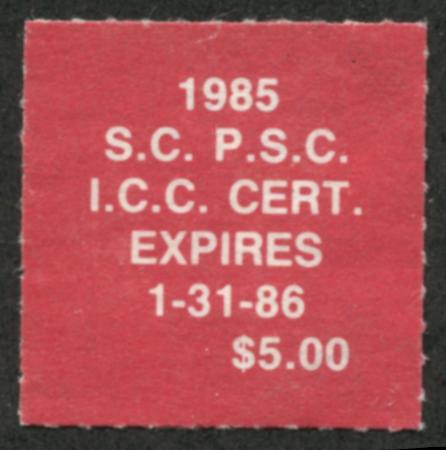 1985
S.C. P.S.C.
I.C.C. CERT.
EXPIRES
1-31-86
$5.00